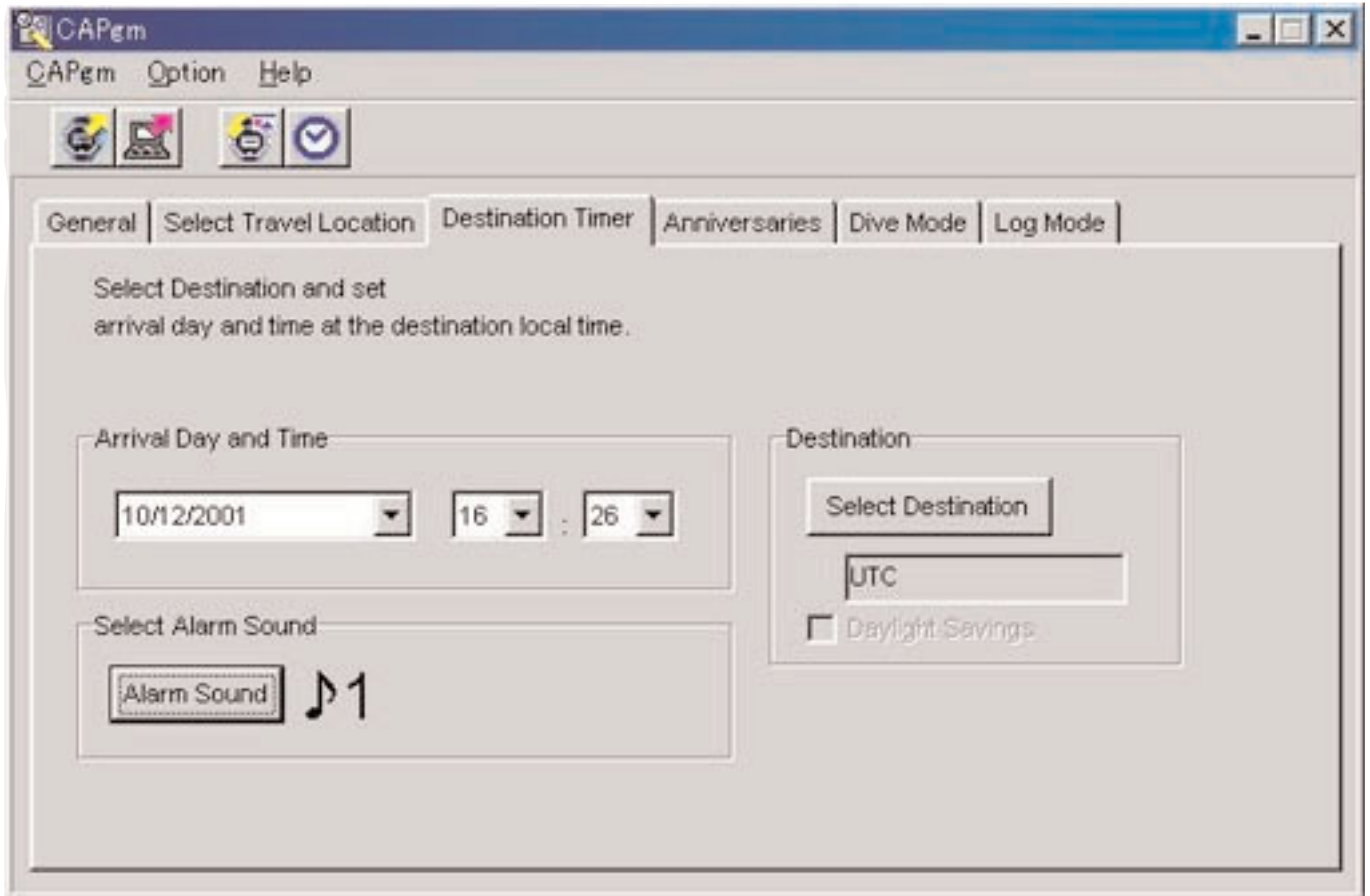 CAPgm
CAPgm Option Help
General Select Travel Location Destination Timer Anniversaries Dive Mode Log Mode
Select Destination and set
arrival day and time at the destination local time.
Arrival Day and Time
10/12/2001 16 : 26
Destination
Select Destination
UTC
Daylight Savings
Select Alarm Sound
Alarm Sound ♪1